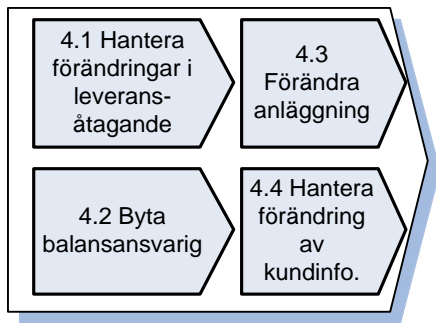 4.1 Hantera
förändringar i
leverans-
åtagande
4.3
Förändra
anläggning
4.2 Byta
balansansvarig
4.4 Hantera
förändring
av
kundinfo.